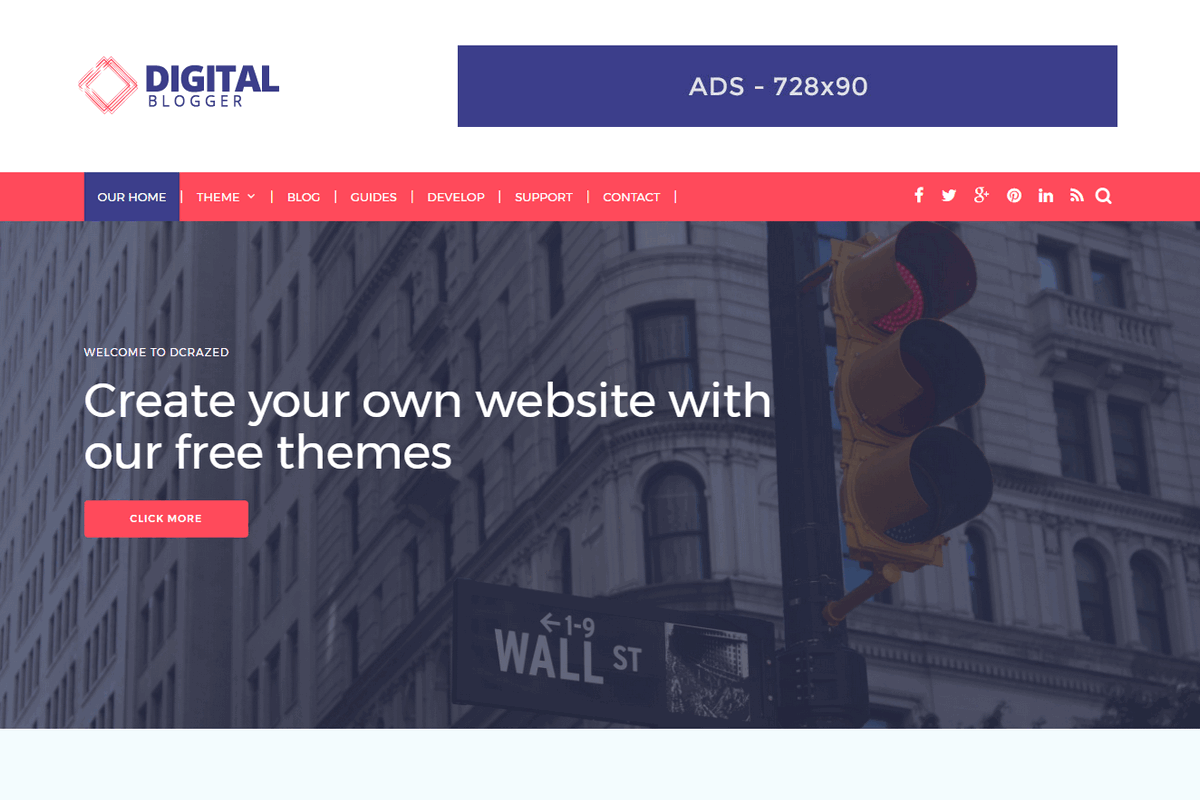 DIGITAL
BLOGGER
ADS - 728x90
OUR HOME | THEME | BLOG | GUIDES | DEVELOP | SUPPORT | CONTACT |
WELCOME TO DCRAZED
Create your own website with
our free themes
CLICK MORE
←1-9
WALL ST